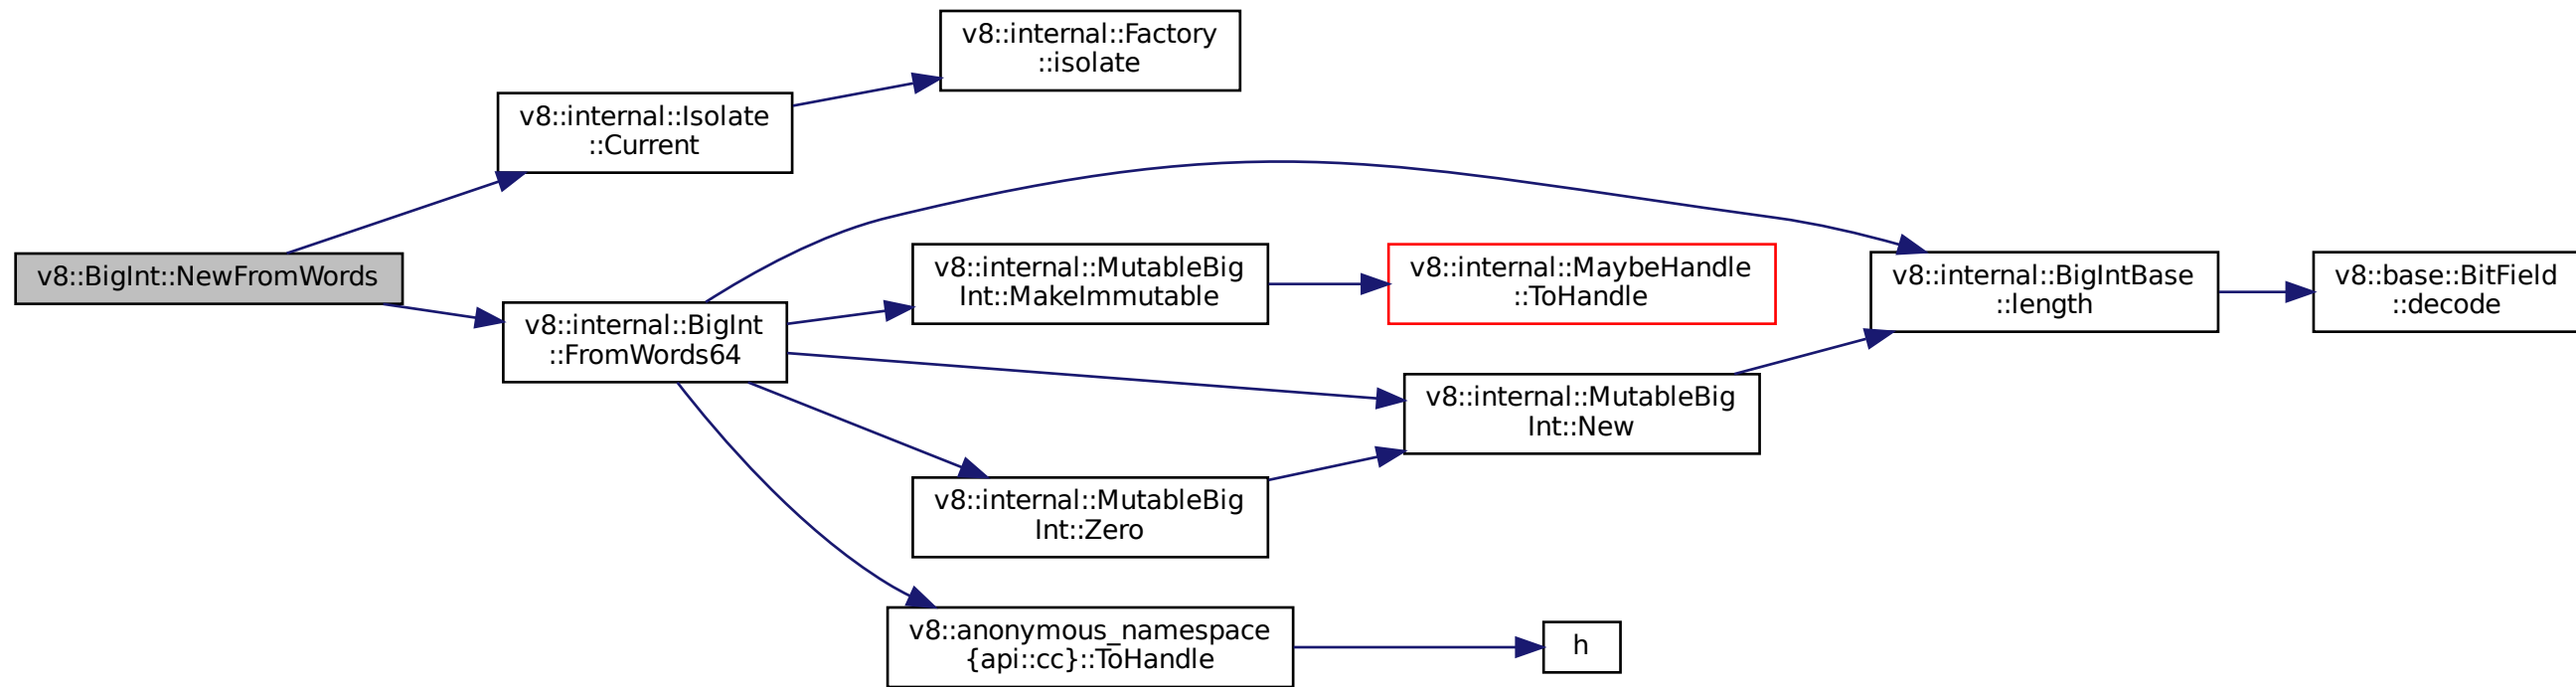 v8::internal::Factory
::isolate
v8::internal::Isolate
::Current
v8::BigInt::NewFromWords
v8::internal::MutableBig
Int::MakeImmutable
v8::internal::MaybeHandle
::ToHandle
v8::internal::BigIntBase
::length
v8::base::BitField
::decode
v8::internal::BigInt
::FromWords64
v8::internal::MutableBig
Int::New
v8::internal::MutableBig
Int::Zero
v8::anonymous_namespace
{api::cc}::ToHandle
h